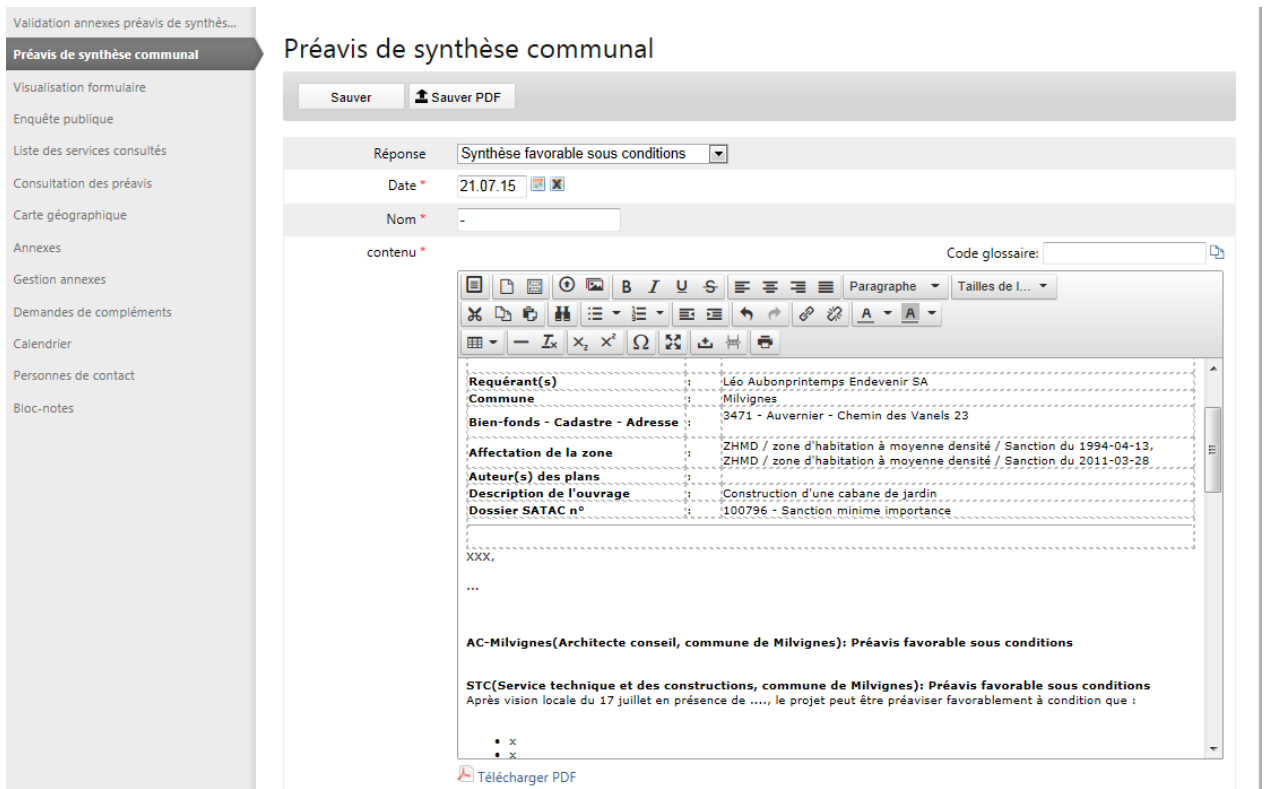 Validation annexes préavis de synthès...
Préavis de synthèse communal
Visualisation formulaire
Enquête publique
Liste des services consultés
Consultation des préavis
Carte géographique
Annexes
Gestion annexes
Demandes de compléments
Calendrier
Personnes de contact
Bloc-notes
Préavis de synthèse communal
Sauver Sauver PDF
Réponse Synthèse favorable sous conditions
Date * 21.07.15
Nom * -
contenu * Code glossaire:
B I U S Paragraphe Tailles de l...
A A
Ix x₂ x² Ω
Requérant(s) : Léo Aubonprintemps Endevenir SA
Commune : Milvignes
Bien-fonds - Cadastre - Adresse : 3471 - Auvernier - Chemin des Vanels 23
Affectation de la zone : ZHMD / zone d'habitation à moyenne densité / Sanction du 1994-04-13,
ZHMD / zone d'habitation à moyenne densité / Sanction du 2011-03-28
Auteur(s) des plans :
Description de l'ouvrage : Construction d'une cabane de jardin
Dossier SATAC n° : 100796 - Sanction minime importance
xxx,
...
AC-Milvignes(Architecte conseil, commune de Milvignes): Préavis favorable sous conditions
STC(Service technique et des constructions, commune de Milvignes): Préavis favorable sous conditions
Après vision locale du 17 juillet en présence de ...., le projet peut être préaviser favorablement à condition que :
• x
• x
Télécharger PDF